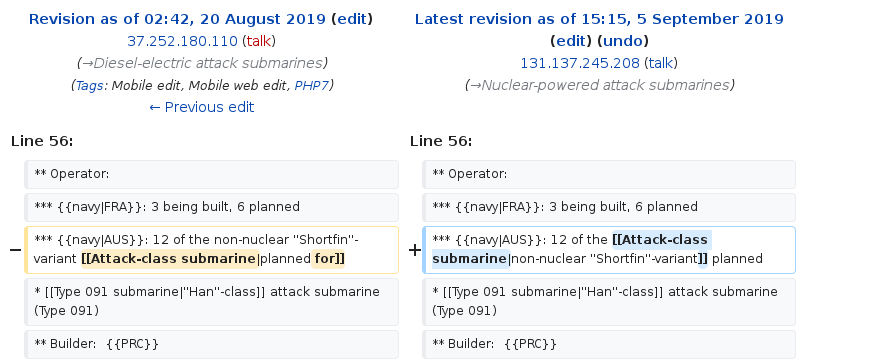 Revision as of 02:42, 20 August 2019 (edit)
37.252.180.110 (talk)
(→Diesel-electric attack submarines)
(Tags: Mobile edit, Mobile web edit, PHP7)
← Previous edit
Latest revision as of 15:15, 5 September 2019
(edit) (undo)
131.137.245.208 (talk)
(→Nuclear-powered attack submarines)
Line 56:
Line 56:
** Operator:
** Operator:
*** {{navy|FRA}}: 3 being built, 6 planned
*** {{navy|FRA}}: 3 being built, 6 planned
− *** {{navy|AUS}}: 12 of the non-nuclear "Shortfin"-
variant [[Attack-class submarine|planned for]]
+ *** {{navy|AUS}}: 12 of the [[Attack-class
submarine|non-nuclear "Shortfin"-variant]] planned
* [[Type 091 submarine|"Han"-class]] attack submarine
(Type 091)
* [[Type 091 submarine|"Han"-class]] attack submarine
(Type 091)
** Builder:  {{PRC}}
** Builder:  {{PRC}}